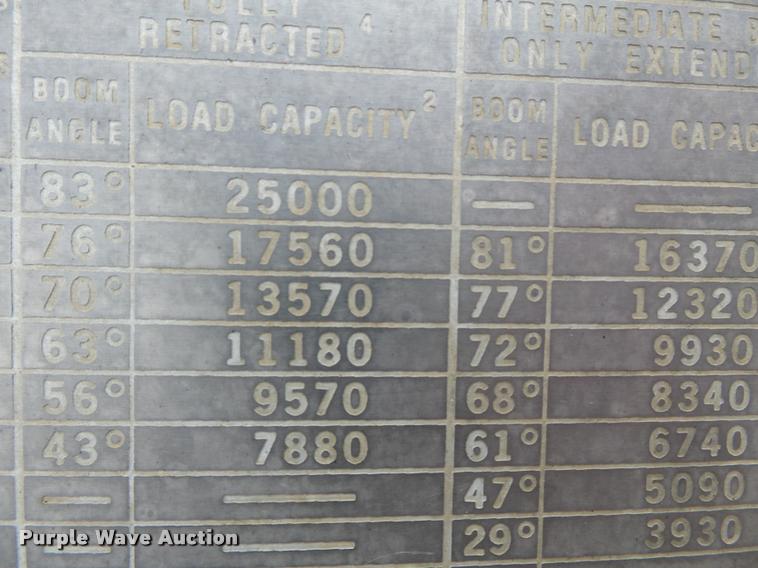 FULLY INTERMEDIATE
RETRACTED 4 ONLY
BOOM ANGLE LOAD CAPACITY 2 BOOM ANGLE LOAD
83° 25000 — —
76° 17560 81° 16370
70° 13570 77° 12320
63° 11180 72° 9930
56° 9570 68° 8340
43° 7880 61° 6740
— — 47° 5090
— — 29° 3930
Purple Wave Auction